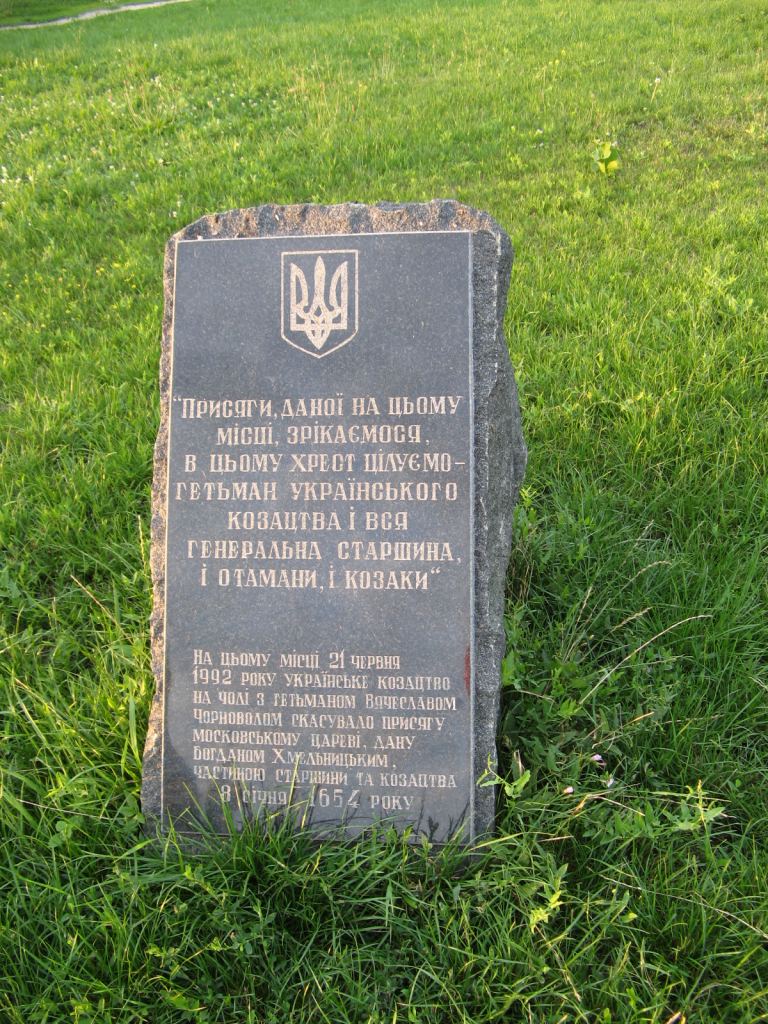 “ПРИСЯГИ, ДАНОЇ НА ЦЬОМУ
МІСЦІ, ЗРІКАЄМОСЯ,
В ЦЬОМУ ХРЕСТ ЦІЛУЄМО-
ГЕТЬМАН УКРАЇНСЬКОГО
КОЗАЦТВА І ВСЯ
ГЕНЕРАЛЬНА СТАРШИНА,
І ОТАМАНИ, І КОЗАКИ“
НА ЦЬОМУ МІСЦІ 21 ЧЕРВНЯ
1992 РОКУ УКРАЇНСЬКЕ КОЗАЦТВО
НА ЧОЛІ З ГЕТЬМАНОМ ВЯЧЕСЛАВОМ
ЧОРНОВОЛОМ СКАСУВАЛО ПРИСЯГУ
МОСКОВСЬКОМУ ЦАРЕВІ, ДАНУ
БОГДАНОМ ХМЕЛЬНИЦЬКИМ,
ЧАСТИНОЮ СТАРШИНИ ТА КОЗАЦТВА
8 СІЧНЯ 1654 РОКУ